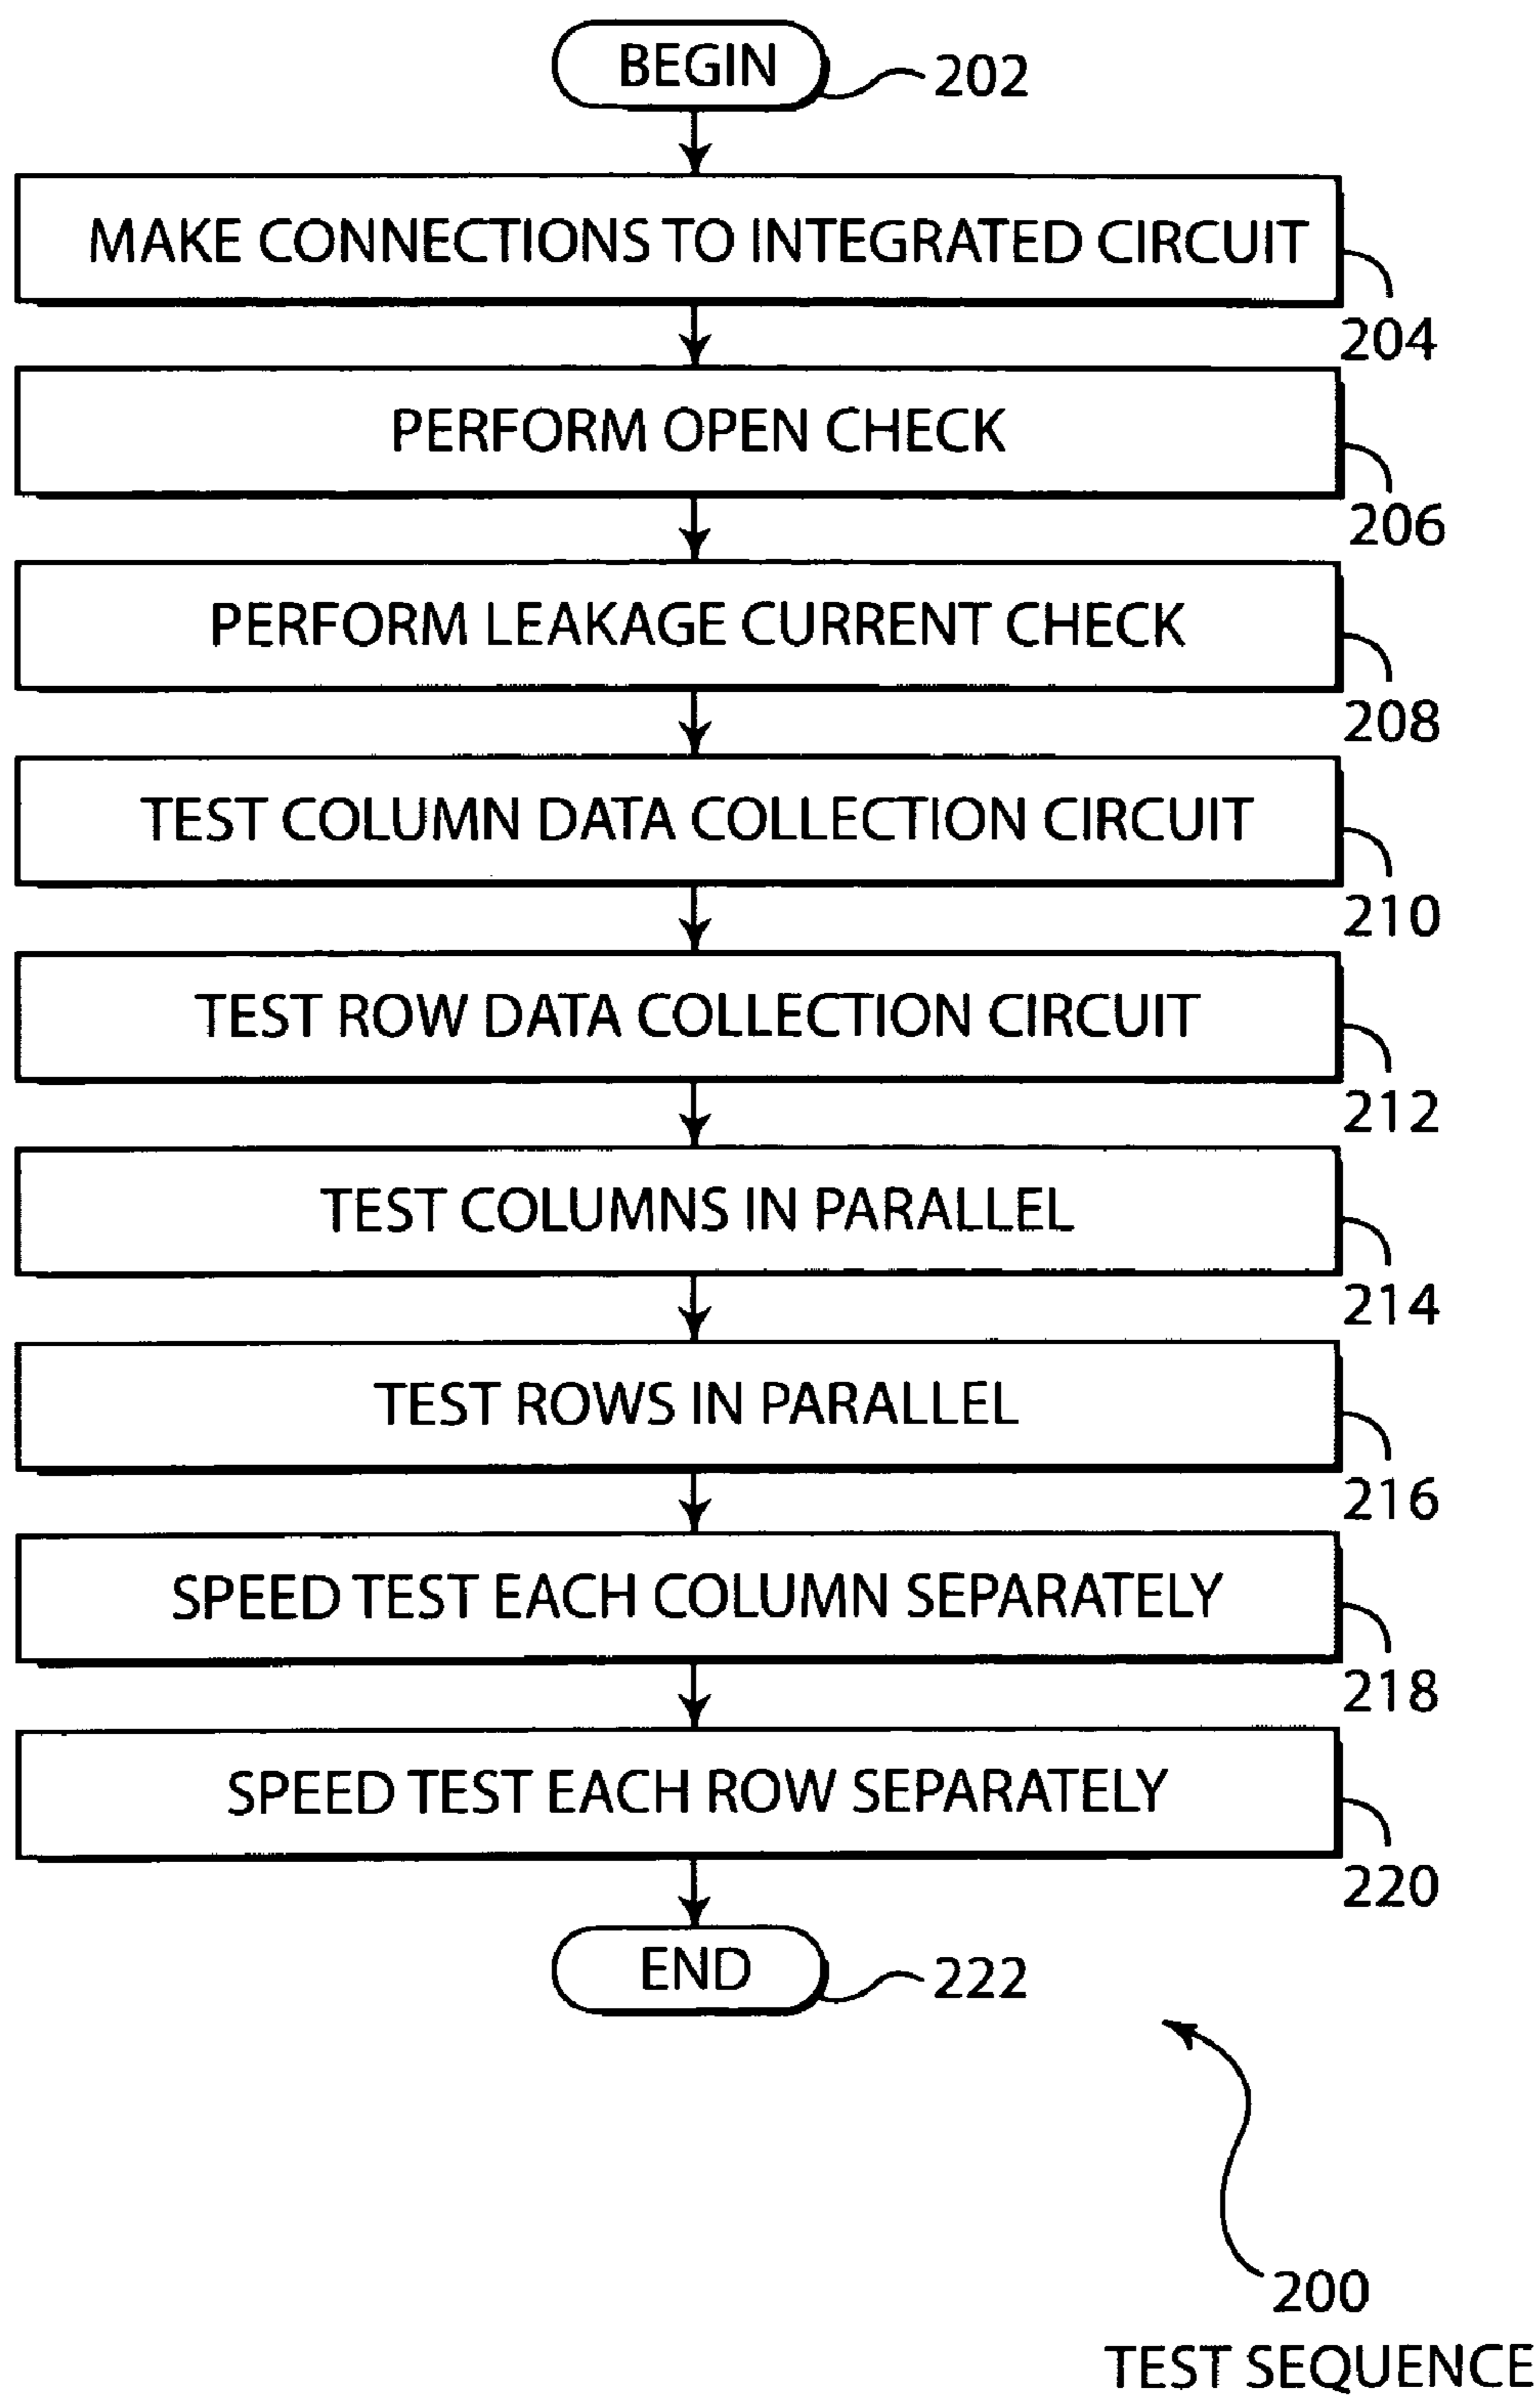 BEGIN
202
MAKE CONNECTIONS TO INTEGRATED CIRCUIT
204
PERFORM OPEN CHECK
206
PERFORM LEAKAGE CURRENT CHECK
208
TEST COLUMN DATA COLLECTION CIRCUIT
210
TEST ROW DATA COLLECTION CIRCUIT
212
TEST COLUMNS IN PARALLEL
214
TEST ROWS IN PARALLEL
216
SPEED TEST EACH COLUMN SEPARATELY
218
SPEED TEST EACH ROW SEPARATELY
220
END
222
200
TEST SEQUENCE